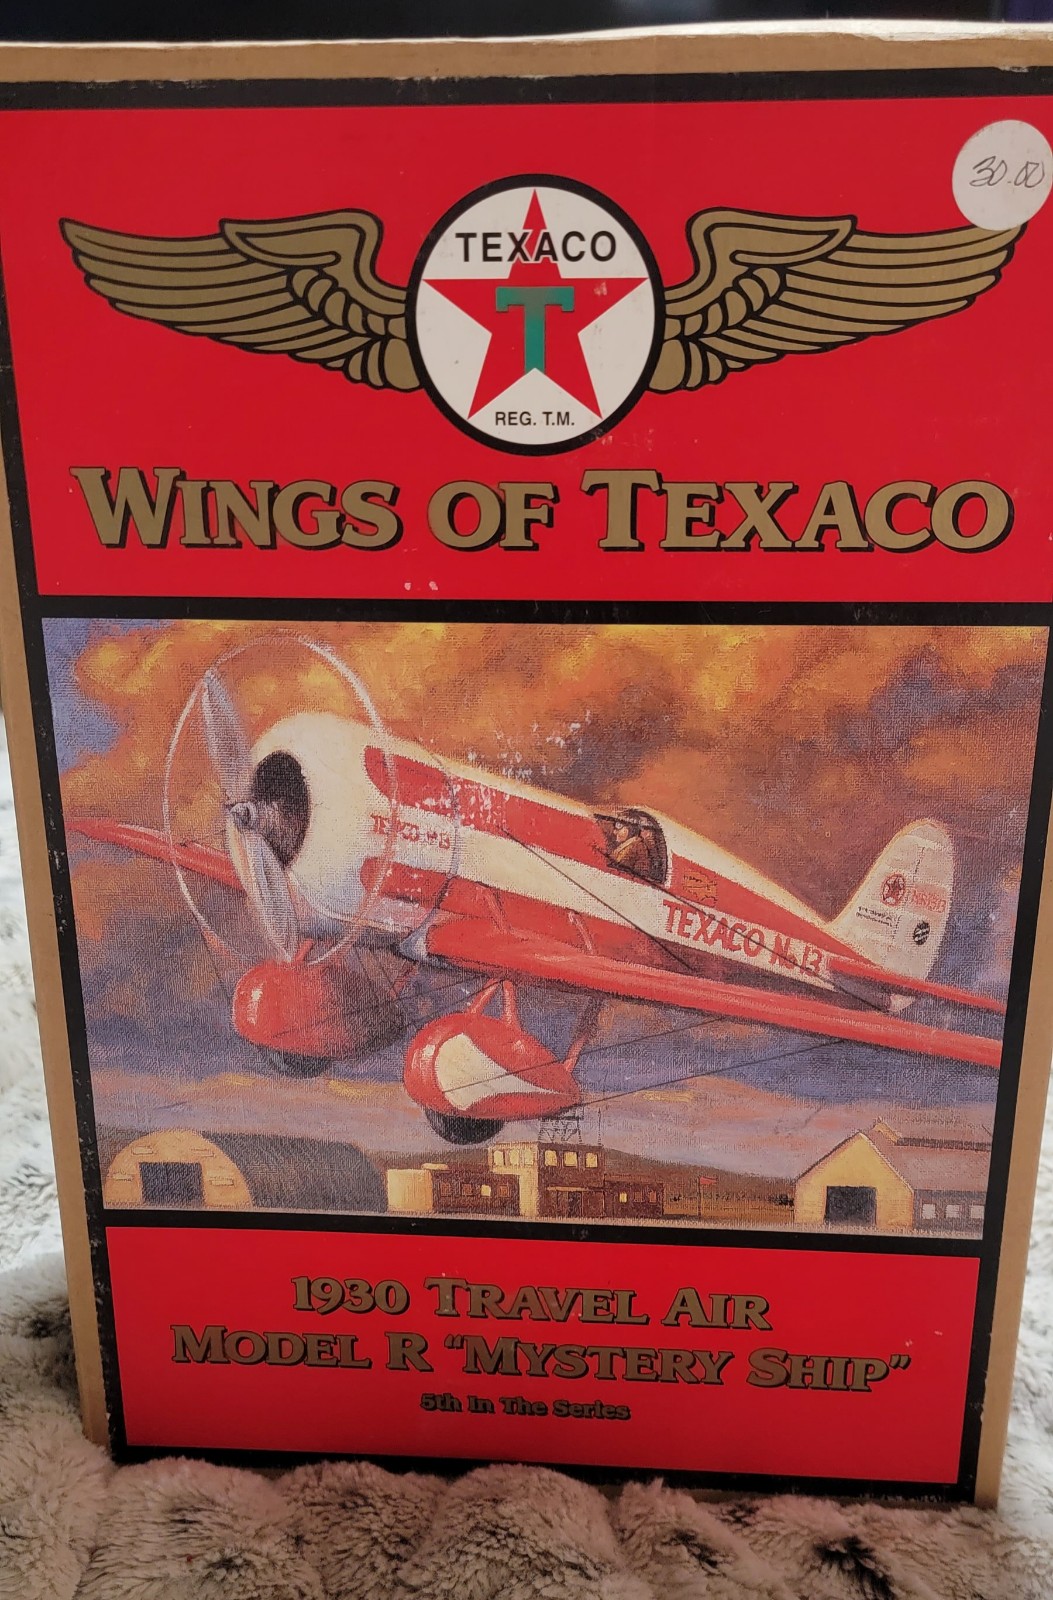 30.00
TEXACO
T
REG. T.M.
WINGS OF TEXACO
TEXACO No 13
NR13D
TEXACO No. 13
1930 TRAVEL AIR
MODEL R “MYSTERY SHIP”
5th In The Series